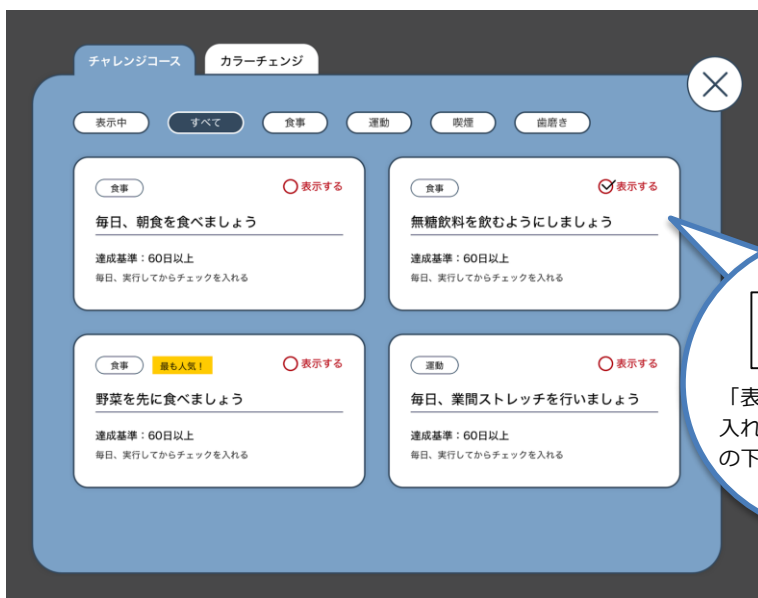 チャレンジコース カラーチェンジ
表示中 すべて 食事 運動 喫煙 歯磨き
食事 表示する
毎日、朝食を食べましょう
達成基準：60日以上
毎日、実行してからチェックを入れる
食事 表示する
無糖飲料を飲むようにしましょう
達成基準：60日以上
毎日、実行してからチェックを入れる
食事 最も人気！ 表示する
野菜を先に食べましょう
達成基準：60日以上
毎日、実行してからチェックを入れる
運動 表示する
毎日、業間ストレッチを行いましょう
達成基準：60日以上
毎日、実行してからチェックを入れる
「表
入れ
の下